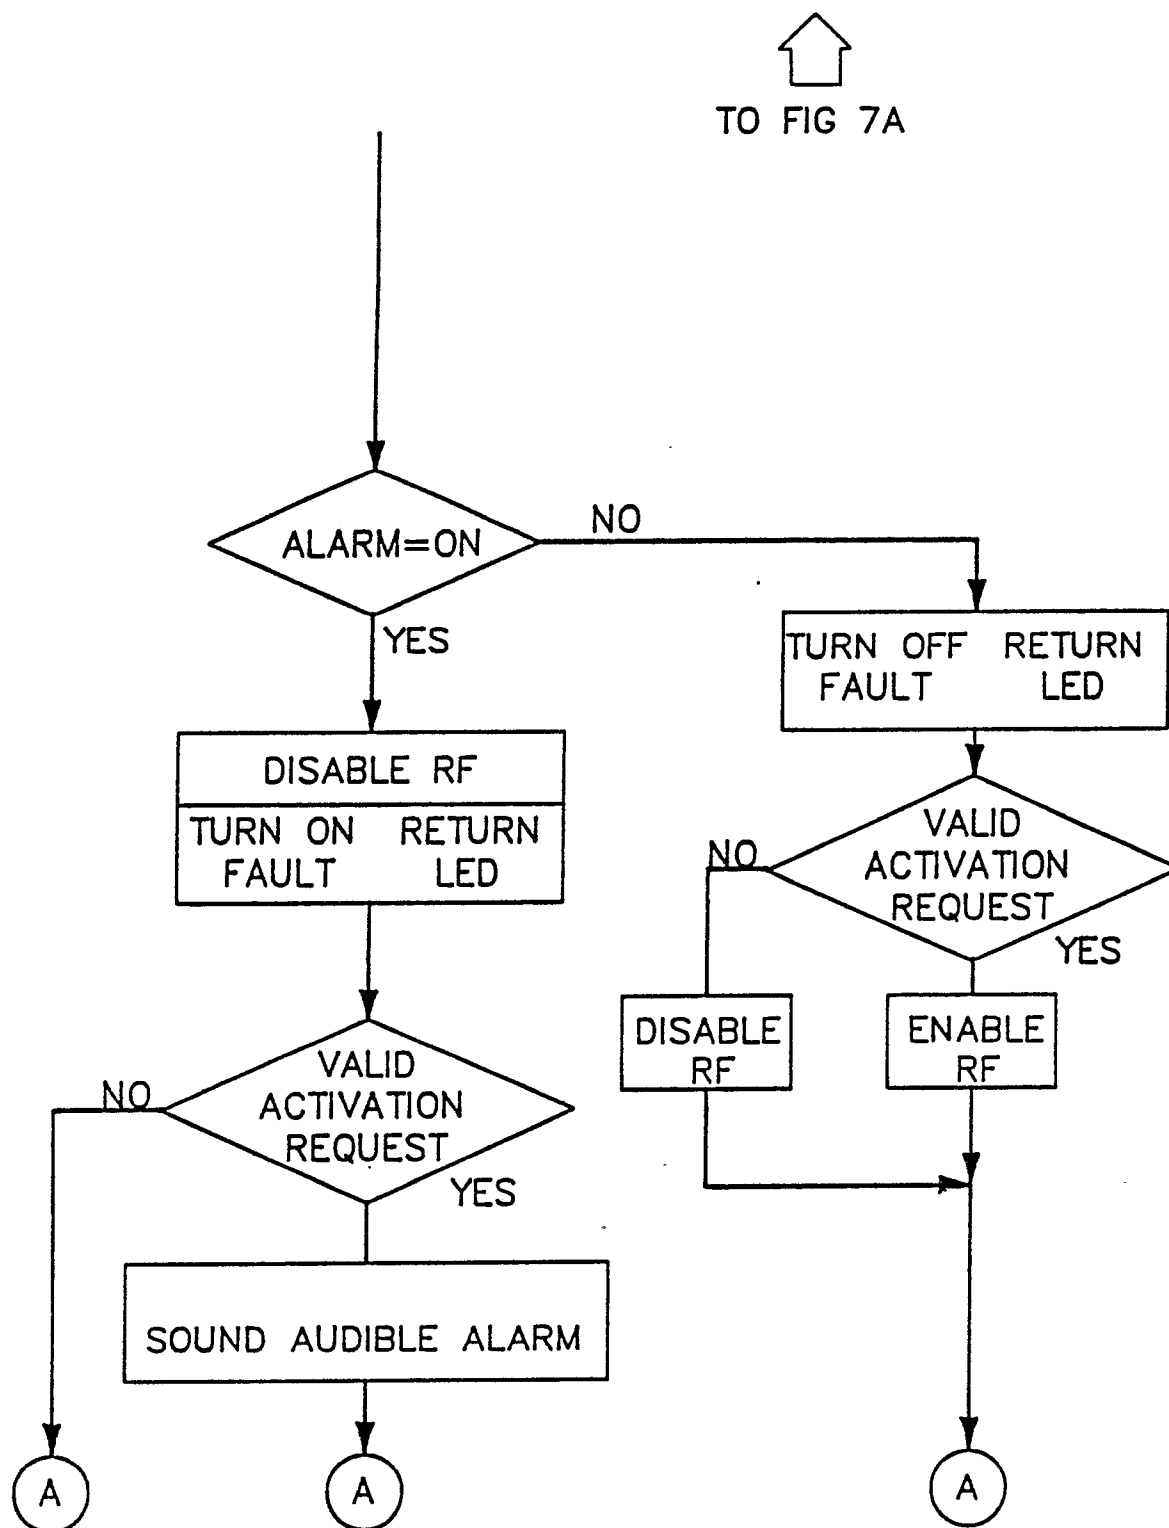 TO FIG 7A
ALARM=ON
NO
YES
TURN OFF RETURN
FAULT LED
DISABLE RF
TURN ON RETURN
FAULT LED
VALID
ACTIVATION
REQUEST
NO
YES
DISABLE
RF
ENABLE
RF
VALID
ACTIVATION
REQUEST
NO
YES
SOUND AUDIBLE ALARM
A
A
A